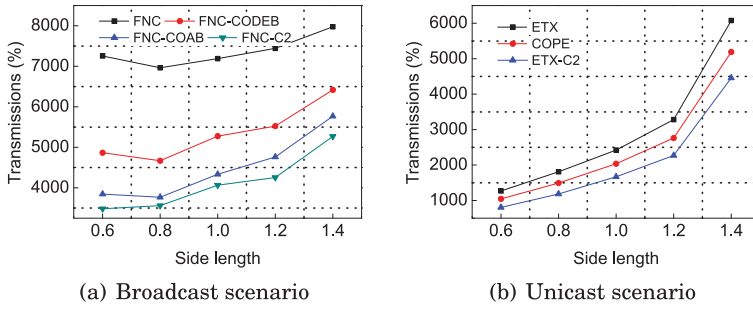 FNC FNC-CODEB
FNC-COAB FNC-C2
Transmissions (%)
8000
7000
6000
5000
4000
0.6 0.8 1.0 1.2 1.4
Side length
(a) Broadcast scenario
ETX
COPE
ETX-C2
Transmissions (%)
6000
5000
4000
3000
2000
1000
0.6 0.8 1.0 1.2 1.4
Side length
(b) Unicast scenario